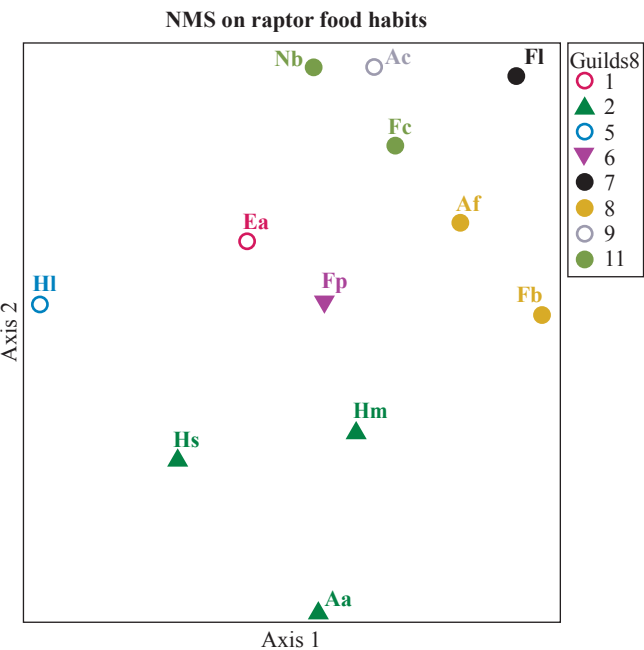 NMS on raptor food habits
Nb
Ac
Fl
Fc
Af
Ea
Hl
Fp
Fb
Hm
Hs
Aa
Axis 2
Axis 1
Guilds8
1
2
5
6
7
8
9
11